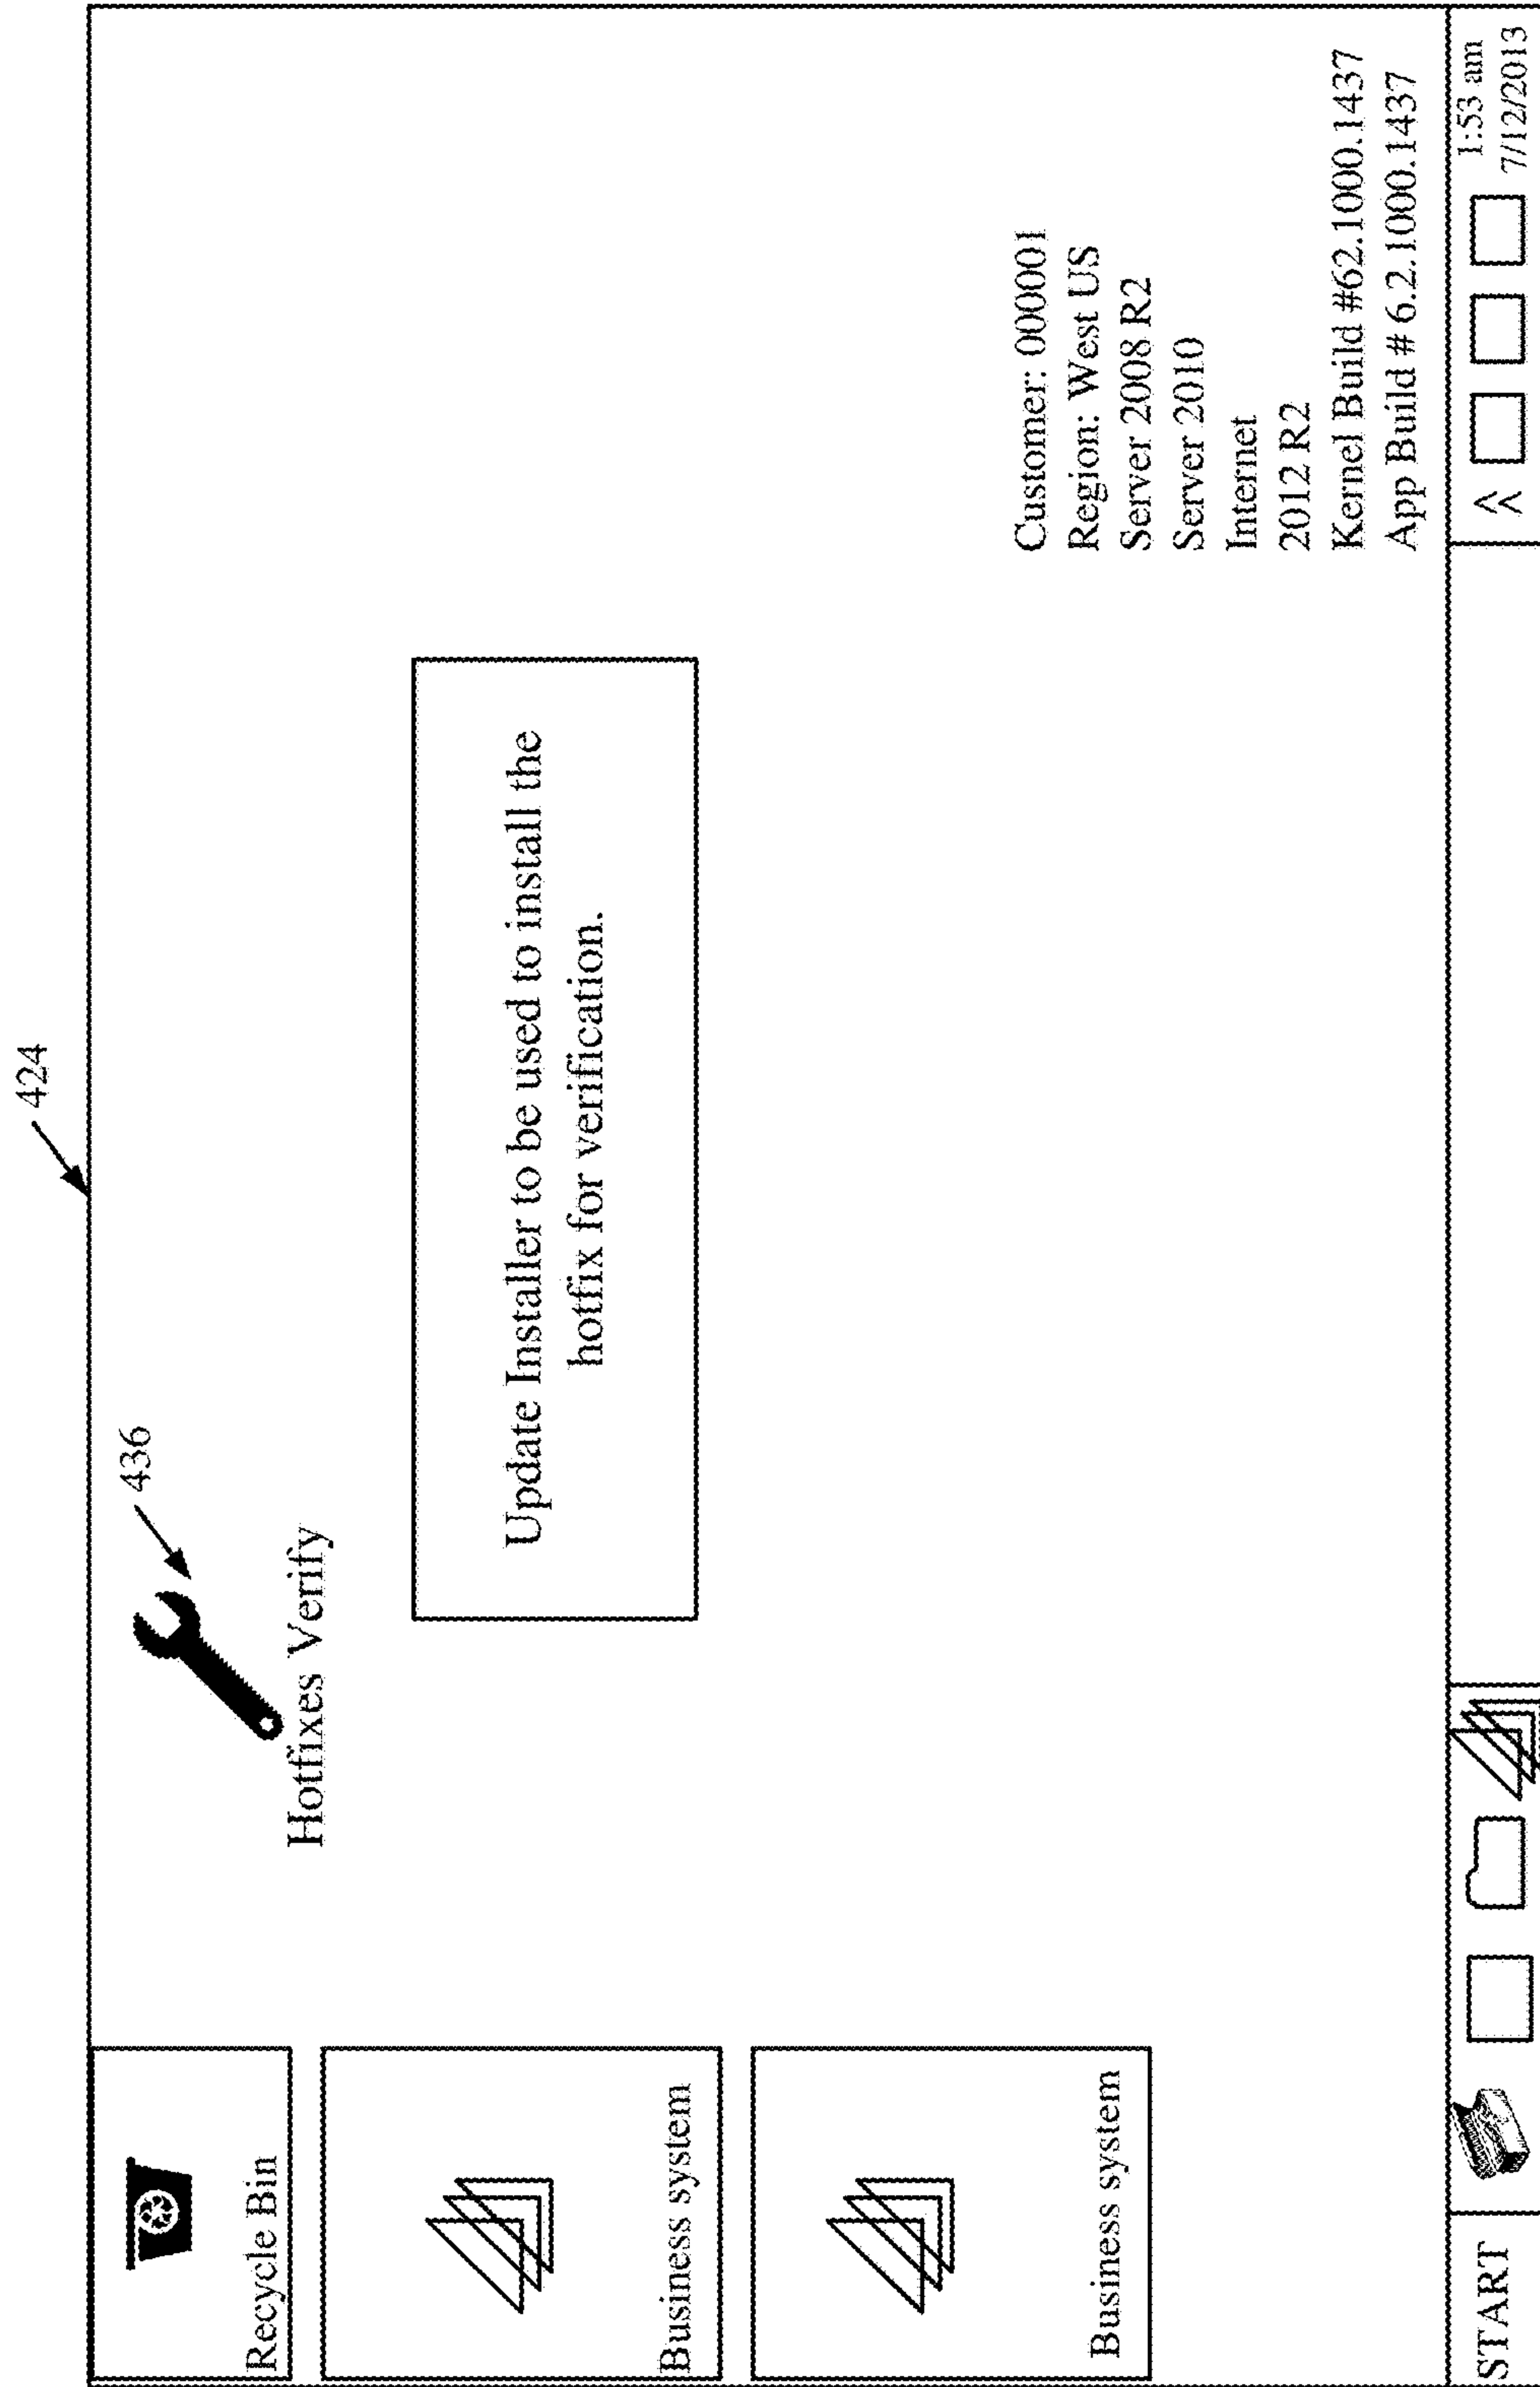 424
436
Recycle Bin
Hotfixes Verify
Update Installer to be used to install the
hotfix for verification.
Business system
Business system
Customer: 000001
Region: West US
Server 2008 R2
Server 2010
Internet
2012 R2
Kernel Build #62.1000.1437
App Build # 6.2.1000.1437
START
1:53 am
7/12/2013